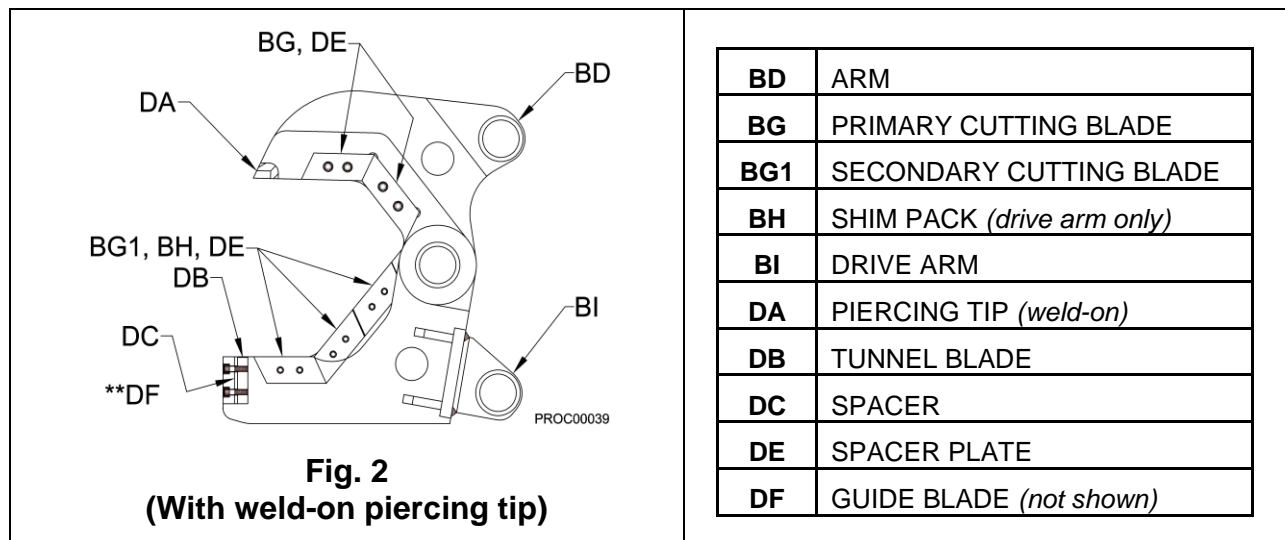 BG, DE
BD
DA
BG1, BH, DE
DB
DC
BI
**DF
PROC00039
Fig. 2
(With weld-on piercing tip)
BD ARM
BG PRIMARY CUTTING BLADE
BG1 SECONDARY CUTTING BLADE
BH SHIM PACK (drive arm only)
BI DRIVE ARM
DA PIERCING TIP (weld-on)
DB TUNNEL BLADE
DC SPACER
DE SPACER PLATE
DF GUIDE BLADE (not shown)